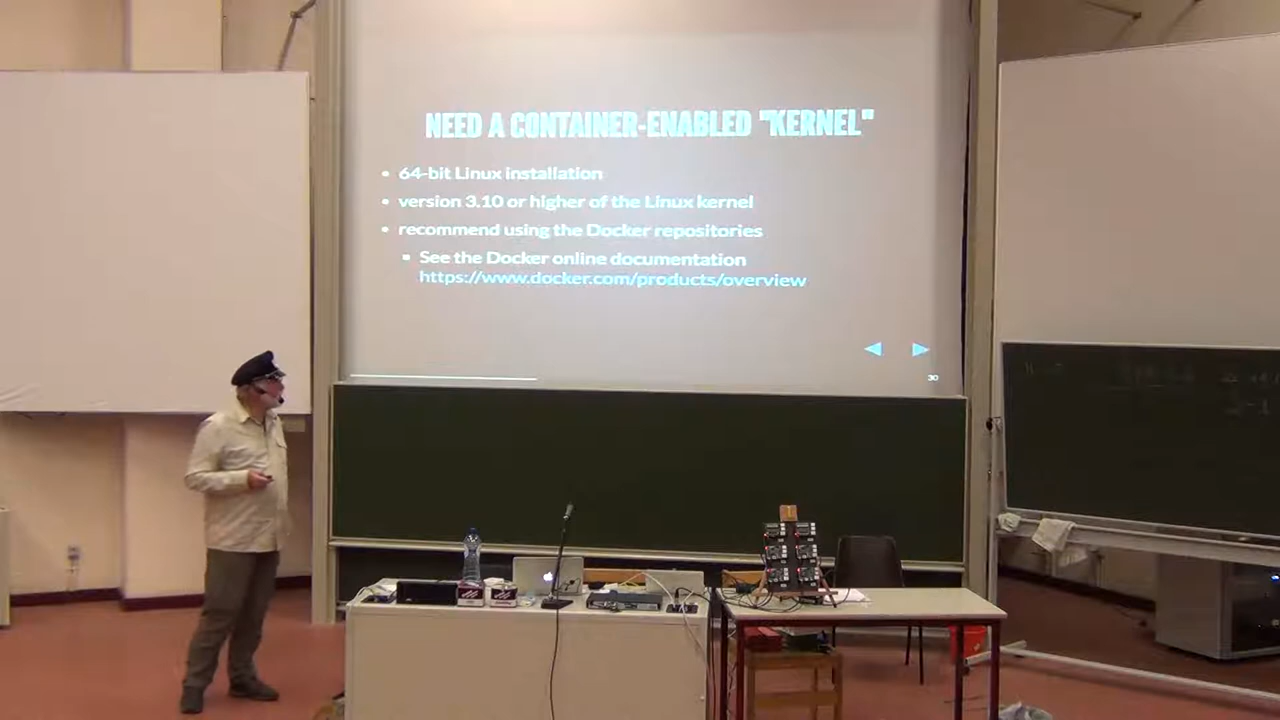 NEED A CONTAINER-ENABLED "KERNEL"
64-bit Linux installation
version 3.10 or higher of the Linux kernel
recommend using the Docker repositories
See the Docker online documentation
https://www.docker.com/products/overview
30